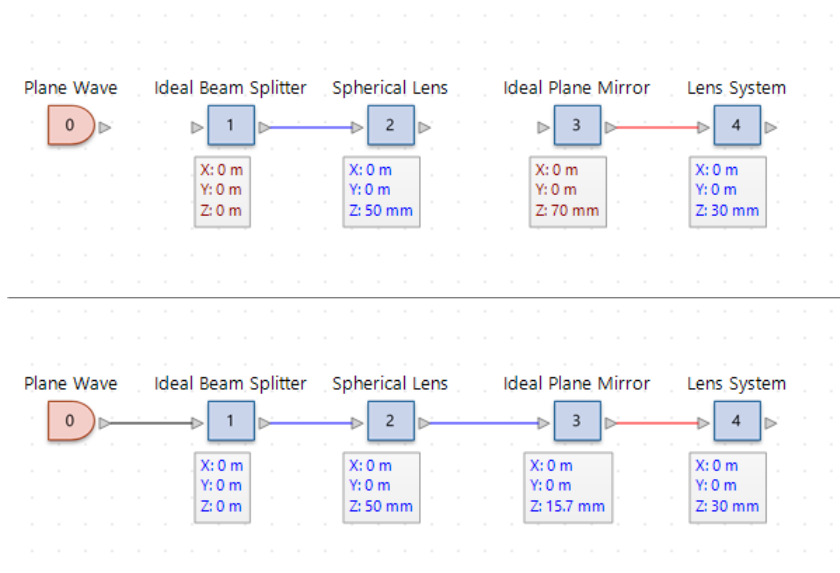 Plane Wave Ideal Beam Splitter Spherical Lens Ideal Plane Mirror Lens System
0 1 2 3 4
X: 0 m X: 0 m X: 0 m X: 0 m
Y: 0 m Y: 0 m Y: 0 m Y: 0 m
Z: 0 m Z: 50 mm Z: 70 mm Z: 30 mm
Plane Wave Ideal Beam Splitter Spherical Lens Ideal Plane Mirror Lens System
0 1 2 3 4
X: 0 m X: 0 m X: 0 m X: 0 m
Y: 0 m Y: 0 m Y: 0 m Y: 0 m
Z: 0 m Z: 50 mm Z: 15.7 mm Z: 30 mm